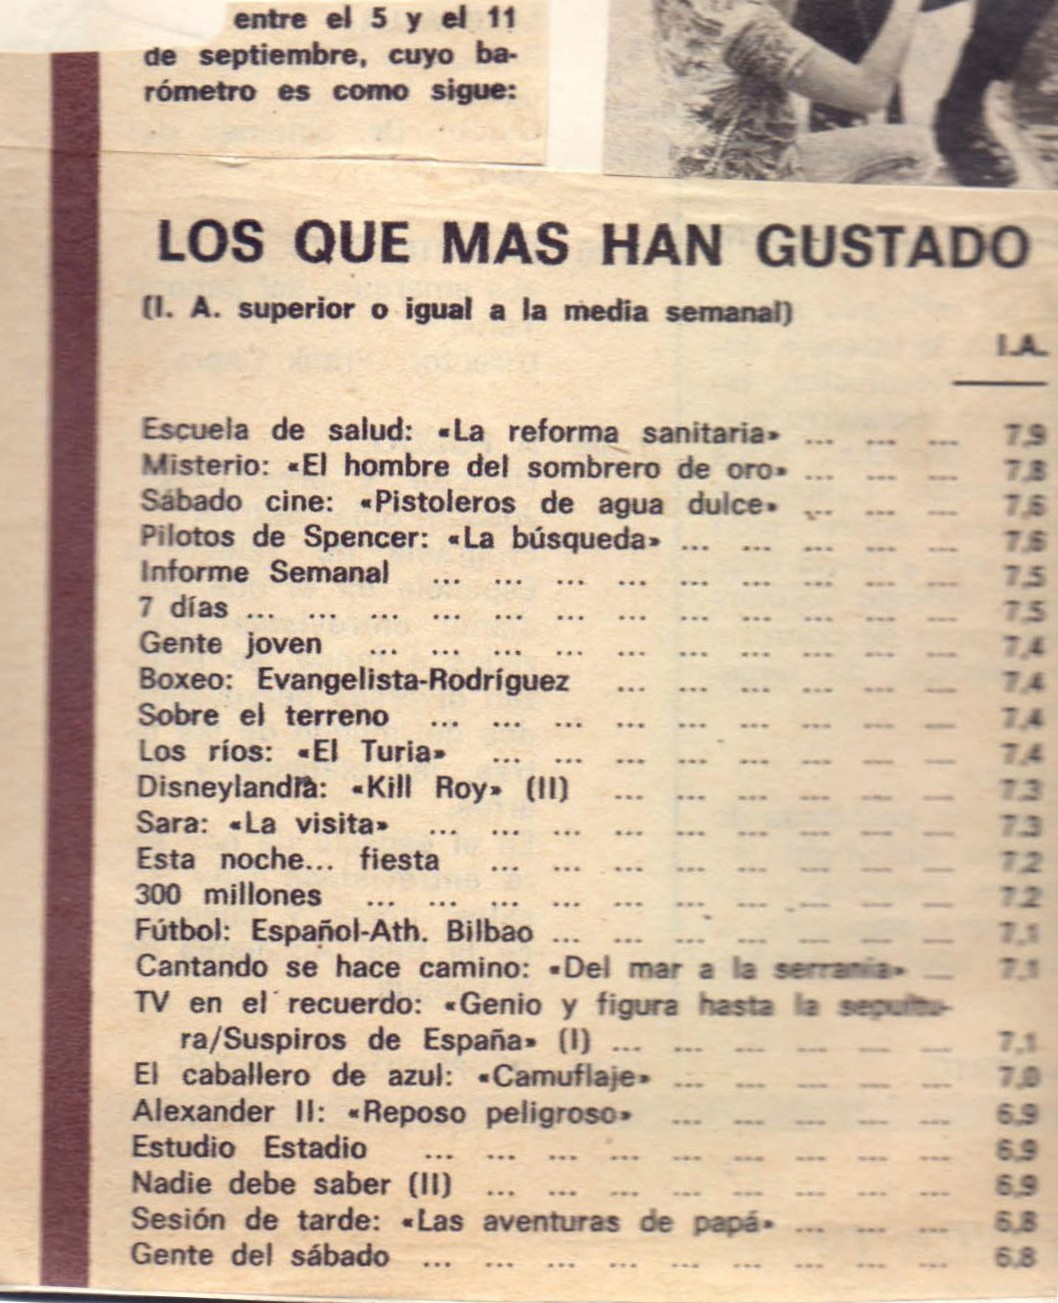 entre el 5 y el 11
de septiembre, cuyo ba-
rómetro es como sigue:
LOS QUE MAS HAN GUSTADO
(I. A. superior o igual a la media semanal)
I.A.
Escuela de salud: «La reforma sanitaria» ... ... ... 7,9
Misterio: «El hombre del sombrero de oro» ... ... ... 7,8
Sábado cine: «Pistoleros de agua dulce» ... ... ... 7,6
Pilotos de Spencer: «La búsqueda» ... ... ... ... ... 7,6
Informe Semanal ... ... ... ... ... ... ... ... ... 7,5
7 días ... ... ... ... ... ... ... ... ... ... ... ... 7,5
Gente joven ... ... ... ... ... ... ... ... ... ... 7,4
Boxeo: Evangelista-Rodríguez ... ... ... ... ... ... 7,4
Sobre el terreno ... ... ... ... ... ... ... ... ... 7,4
Los ríos: «El Turia» ... ... ... ... ... ... ... ... 7,4
Disneylandia: «Kill Roy» (II) ... ... ... ... ... ... 7,3
Sara: «La visita» ... ... ... ... ... ... ... ... ... 7,3
Esta noche... fiesta ... ... ... ... ... ... ... ... 7,2
300 millones ... ... ... ... ... ... ... ... ... ... 7,2
Fútbol: Español-Ath. Bilbao ... ... ... ... ... ... ... 7,1
Cantando se hace camino: «Del mar a la serranía» ... 7,1
TV en el recuerdo: «Genio y figura hasta la sepultu-
ra/Suspiros de España» (I) ... ... ... ... ... ... 7,1
El caballero de azul: «Camuflaje» ... ... ... ... ... 7,0
Alexander II: «Reposo peligroso» ... ... ... ... ... 6,9
Estudio Estadio ... ... ... ... ... ... ... ... ... 6,9
Nadie debe saber (II) ... ... ... ... ... ... ... ... 6,9
Sesión de tarde: «Las aventuras de papá» ... ... ... 6,8
Gente del sábado ... ... ... ... ... ... ... ... ... 6,8